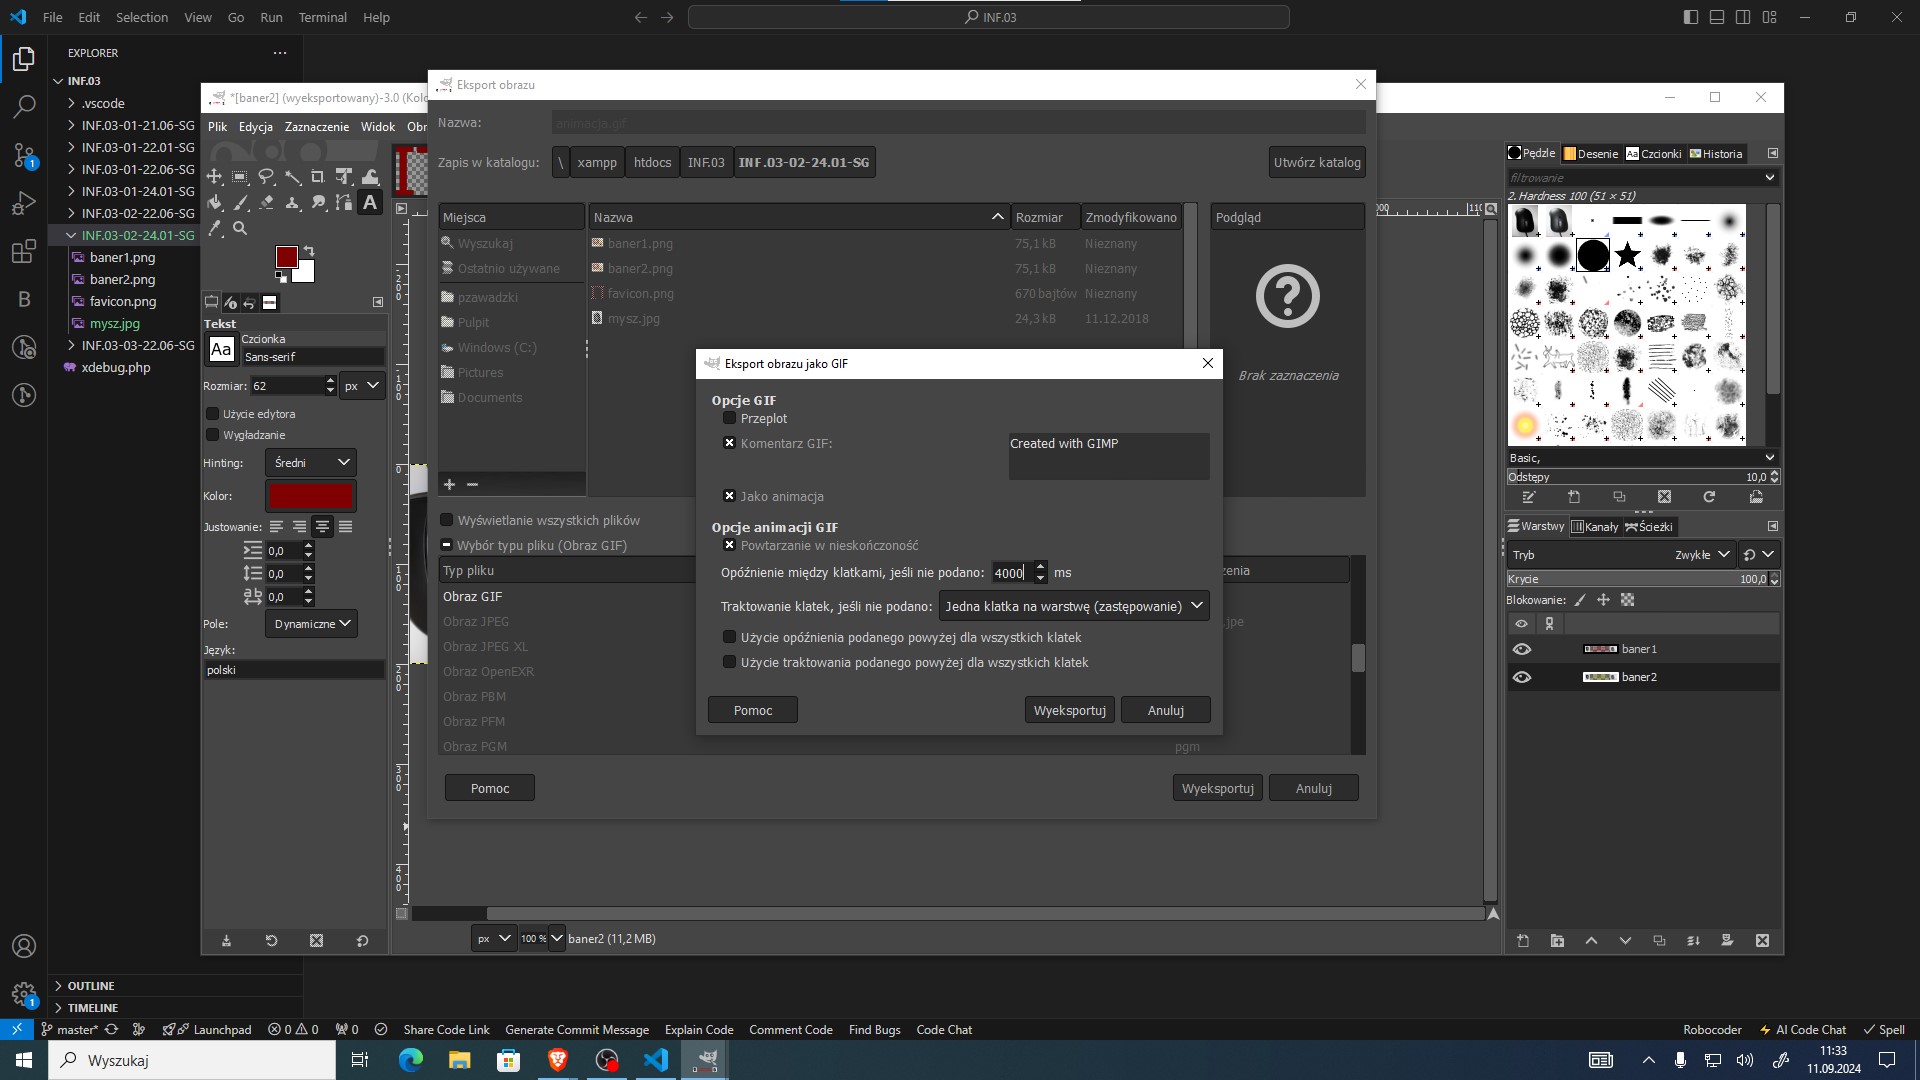 File Edit Selection View Go Run Terminal Help
INF.03
EXPLORER
INF.03
.vscode
INF.03-01-21.06-SG
INF.03-01-22.01-SG
INF.03-01-22.06-SG
INF.03-01-24.01-SG
INF.03-02-22.06-SG
INF.03-02-24.01-SG
baner1.png
baner2.png
favicon.png
mysz.jpg
INF.03-03-22.06-SG
xdebug.php
OUTLINE
TIMELINE
*[baner2] (wyeksportowany)-3.0 (Kolo
Plik Edycja Zaznaczenie Widok Obr
Tekst
Czcionka
Aa
Sans-serif
Rozmiar: 62 px
Użycie edytora
Wygładzanie
Hinting: Średni
Kolor:
Justowanie:
0,0
0,0
0,0
Pole: Dynamiczne
Język:
polski
Eksport obrazu
Nazwa: animacja.gif
Zapis w katalogu: \ xampp htdocs INF.03 INF.03-02-24.01-SG
Utwórz katalog
Miejsca
Wyszukaj
Ostatnio używane
pzawadzki
Pulpit
Windows (C:)
Pictures
Documents
Nazwa Rozmiar Zmodyfikowano
baner1.png 75,1 kB Nieznany
baner2.png 75,1 kB Nieznany
favicon.png 670 bajtów Nieznany
mysz.jpg 24,3 kB 11.12.2018
Podgląd
Brak zaznaczenia
Wyświetlanie wszystkich plików
Wybór typu pliku (Obraz GIF)
Typ pliku
zenia
Obraz GIF
Obraz JPEG
.jpe
Obraz JPEG XL
Obraz OpenEXR
Obraz PBM
Obraz PFM
Obraz PGM
pgm
Pomoc
Wyeksportuj
Anuluj
Eksport obrazu jako GIF
Opcje GIF
Przeplot
Komentarz GIF:
Created with GIMP
Jako animacja
Opcje animacji GIF
Powtarzanie w nieskończoność
Opóźnienie między klatkami, jeśli nie podano: 4000 ms
Traktowanie klatek, jeśli nie podano: Jedna klatka na warstwę (zastępowanie)
Użycie opóźnienia podanego powyżej dla wszystkich klatek
Użycie traktowania podanego powyżej dla wszystkich klatek
Pomoc
Wyeksportuj
Anuluj
px 100 % baner2 (11,2 MB)
Pędzle Desenie Aa Czcionki Historia
filtrowanie
2. Hardness 100 (51 × 51)
Basic,
Odstępy 10,0
Warstwy Kanały Ścieżki
Tryb Zwykłe
Krycie 100,0
Blokowanie:
baner1
baner2
master* Launchpad 0 0 0 Share Code Link Generate Commit Message Explain Code Comment Code Find Bugs Code Chat
Robocoder AI Code Chat Spell
Wyszukaj
11:33
11.09.2024